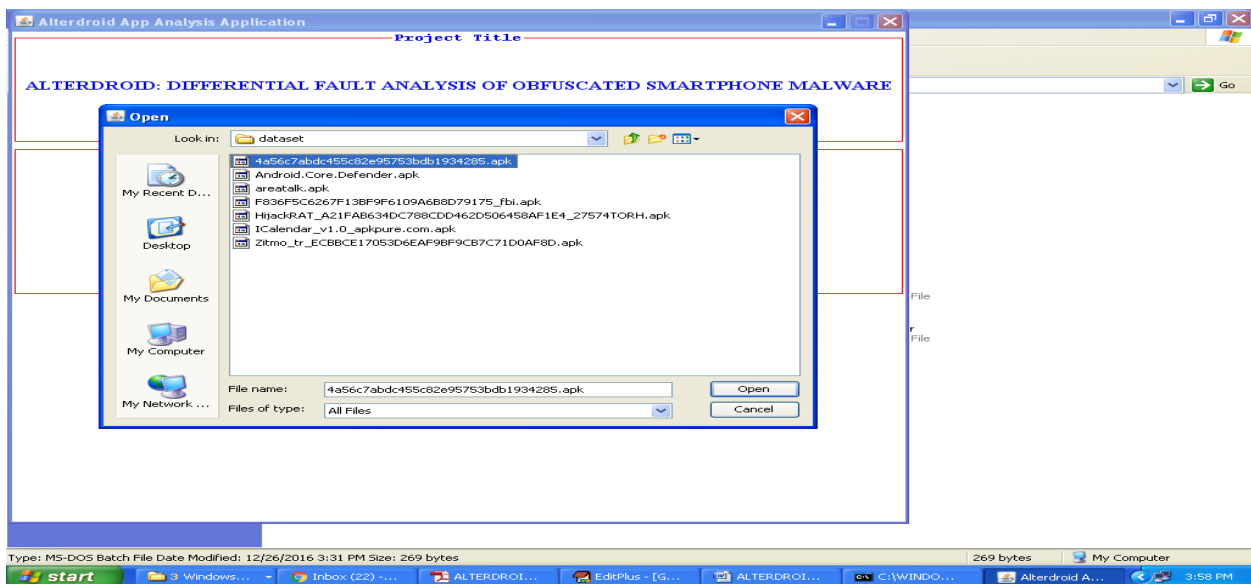 Alterdroid App Analysis Application
Project Title
ALTERDROID: DIFFERENTIAL FAULT ANALYSIS OF OBFUSCATED SMARTPHONE MALWARE
Go
Open
Look in:
dataset
4a56c7abdc455c82e95753bdb1934285.apk
Android.Core.Defender.apk
areatalk.apk
F836F5C6267F13BF9F6109A6B8D79175_fbi.apk
HijackRAT_A21FAB634DC788CDD462D506458AF1E4_27574TORH.apk
ICalendar_v1.0_apkpure.com.apk
Zitmo_tr_ECBBCE17053D6EAF9BF9CB7C71D0AF8D.apk
My Recent D...
Desktop
My Documents
My Computer
My Network ...
File name:
4a56c7abdc455c82e95753bdb1934285.apk
Open
Files of type:
All Files
Cancel
File
r
File
Type: MS-DOS Batch File Date Modified: 12/26/2016 3:31 PM Size: 269 bytes
269 bytes
My Computer
start
3 Windows...
Inbox (22) -...
ALTERDROI...
EditPlus - [G...
ALTERDROI...
C:\WINDO...
Alterdroid A...
3:58 PM